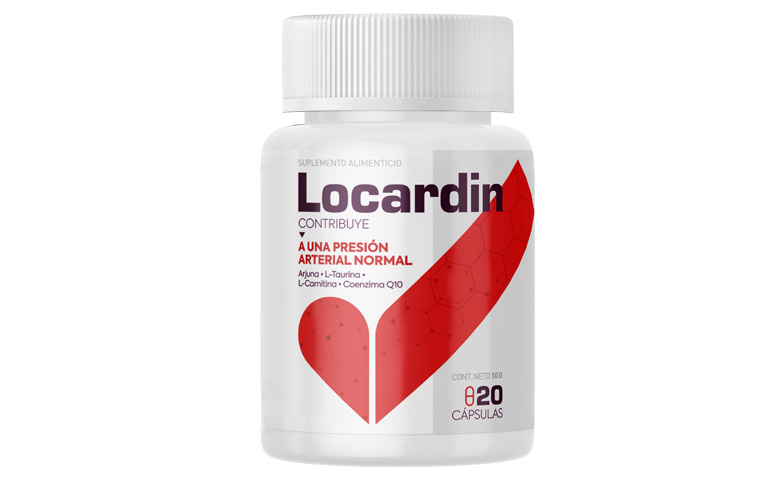 SUPLEMENTO ALIMENTICIO
Locardin
CONTRIBUYE
A UNA PRESIÓN
ARTERIAL NORMAL
Arjuna • L-Taurina •
L-Carnitina • Coenzima Q10
CONT. NETO 10 G
20
CÁPSULAS